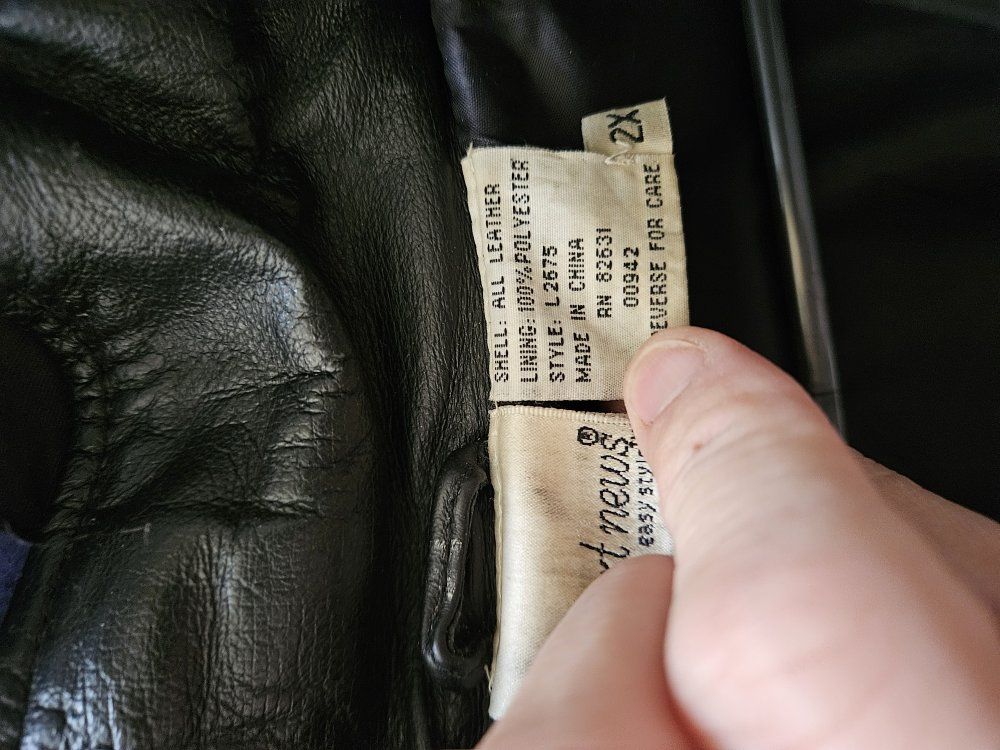 2X
SHELL: ALL LEATHER
LINING: 100% POLYESTER
STYLE: L2675
MADE IN CHINA
RN 82631
00942
EVERSE FOR CARE
news®
easy